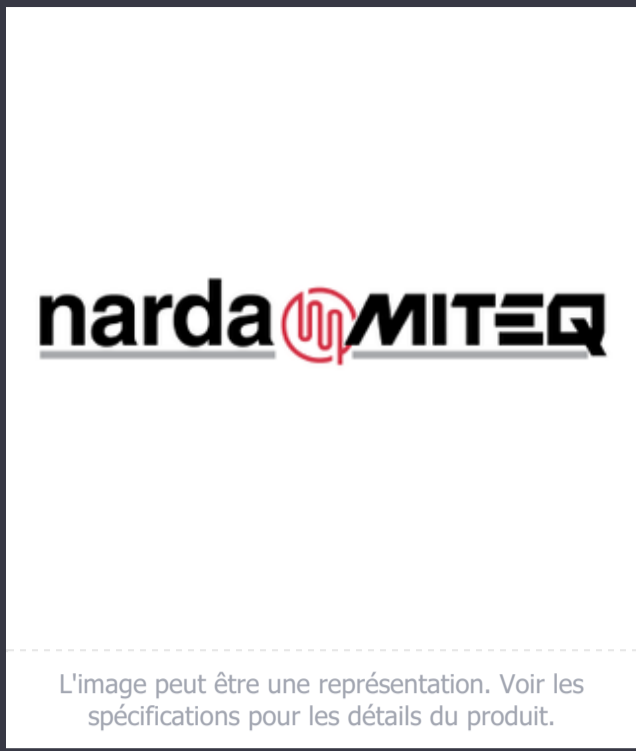 narda MITEQ
L'image peut être une représentation. Voir les
spécifications pour les détails du produit.